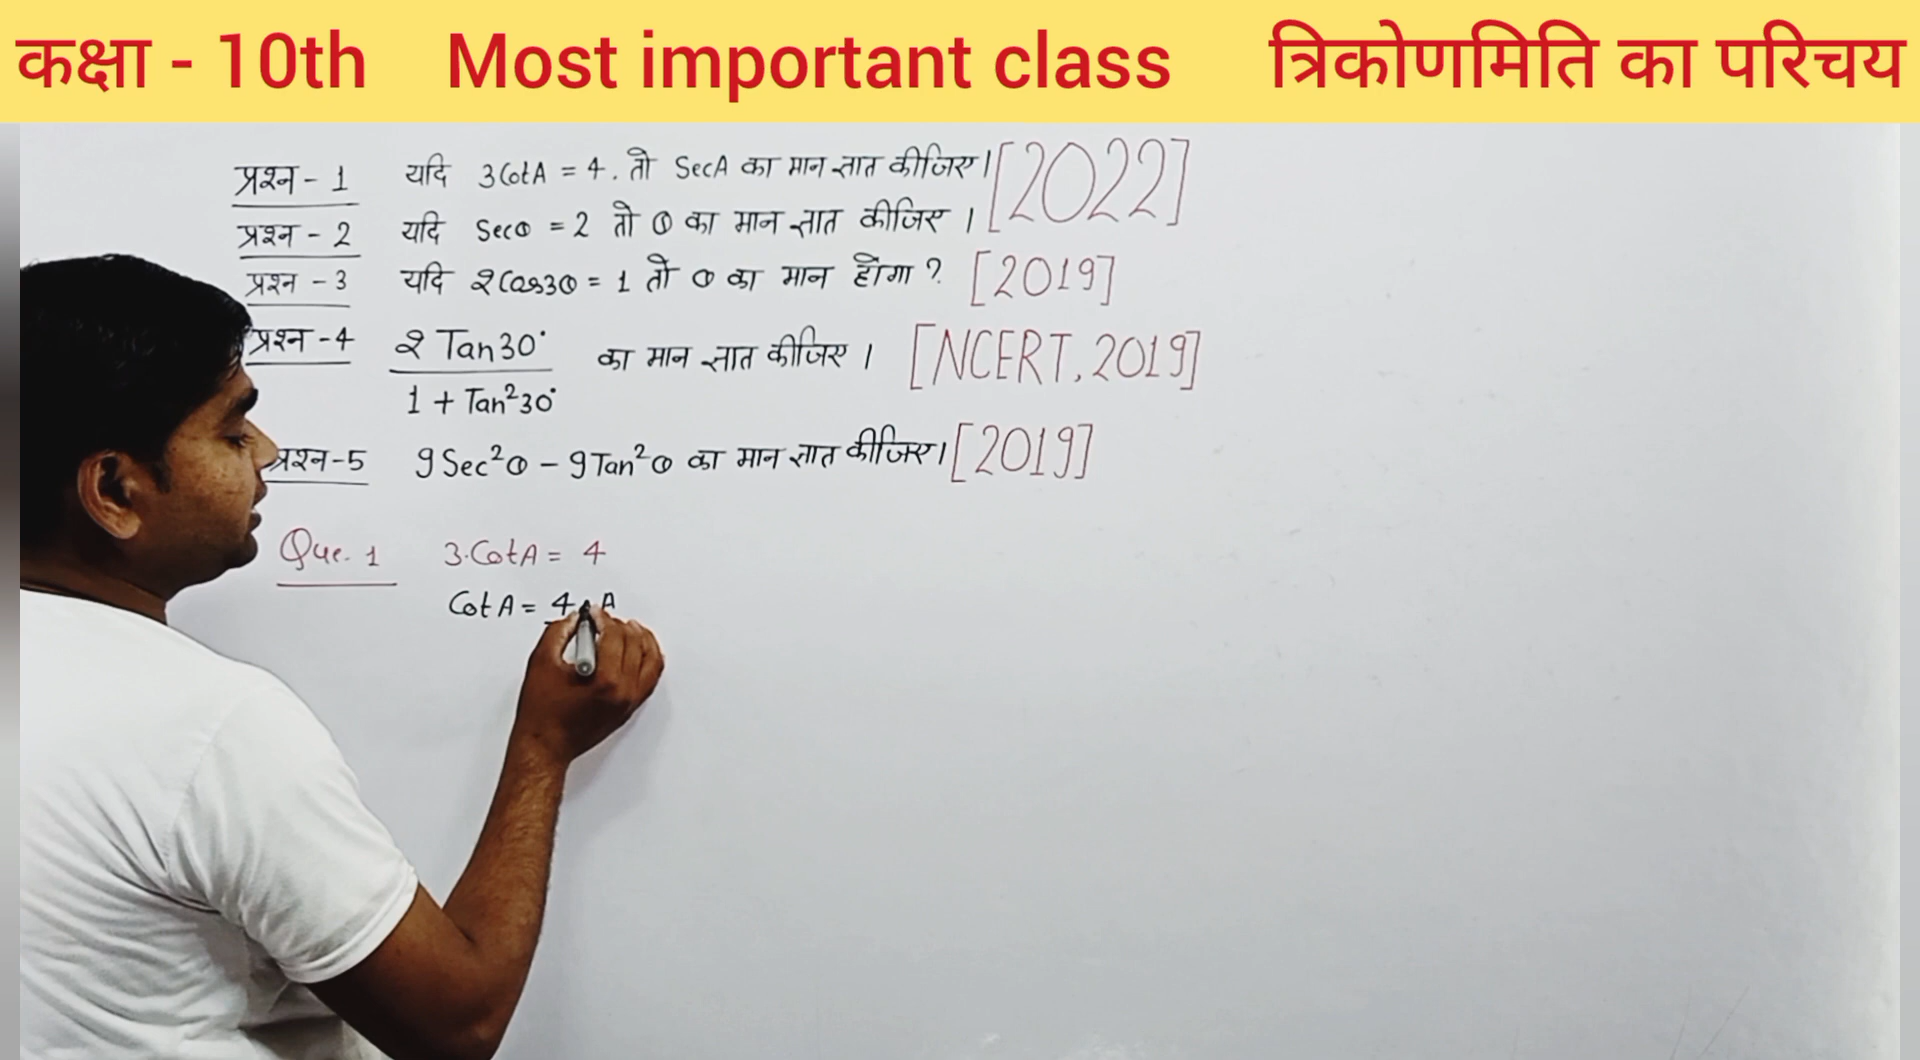 कक्षा - 10th Most important class त्रिकोणमिति का परिचय
प्रश्न - 1 यदि 3CotA = 4. तो SecA का मान ज्ञात कीजिए। [2022]
प्रश्न - 2 यदि Secθ = 2 तो θ का मान ज्ञात कीजिए ।
प्रश्न - 3 यदि 2Cos3θ = 1 तो θ का मान होगा ? [2019]
प्रश्न - 4 2 Tan30° / 1 + Tan²30° का मान ज्ञात कीजिए । [NCERT, 2019]
प्रश्न-5 9 Sec²θ - 9 Tan²θ का मान ज्ञात कीजिए। [2019]
Que. 1 3.CotA = 4
Cot A = 4